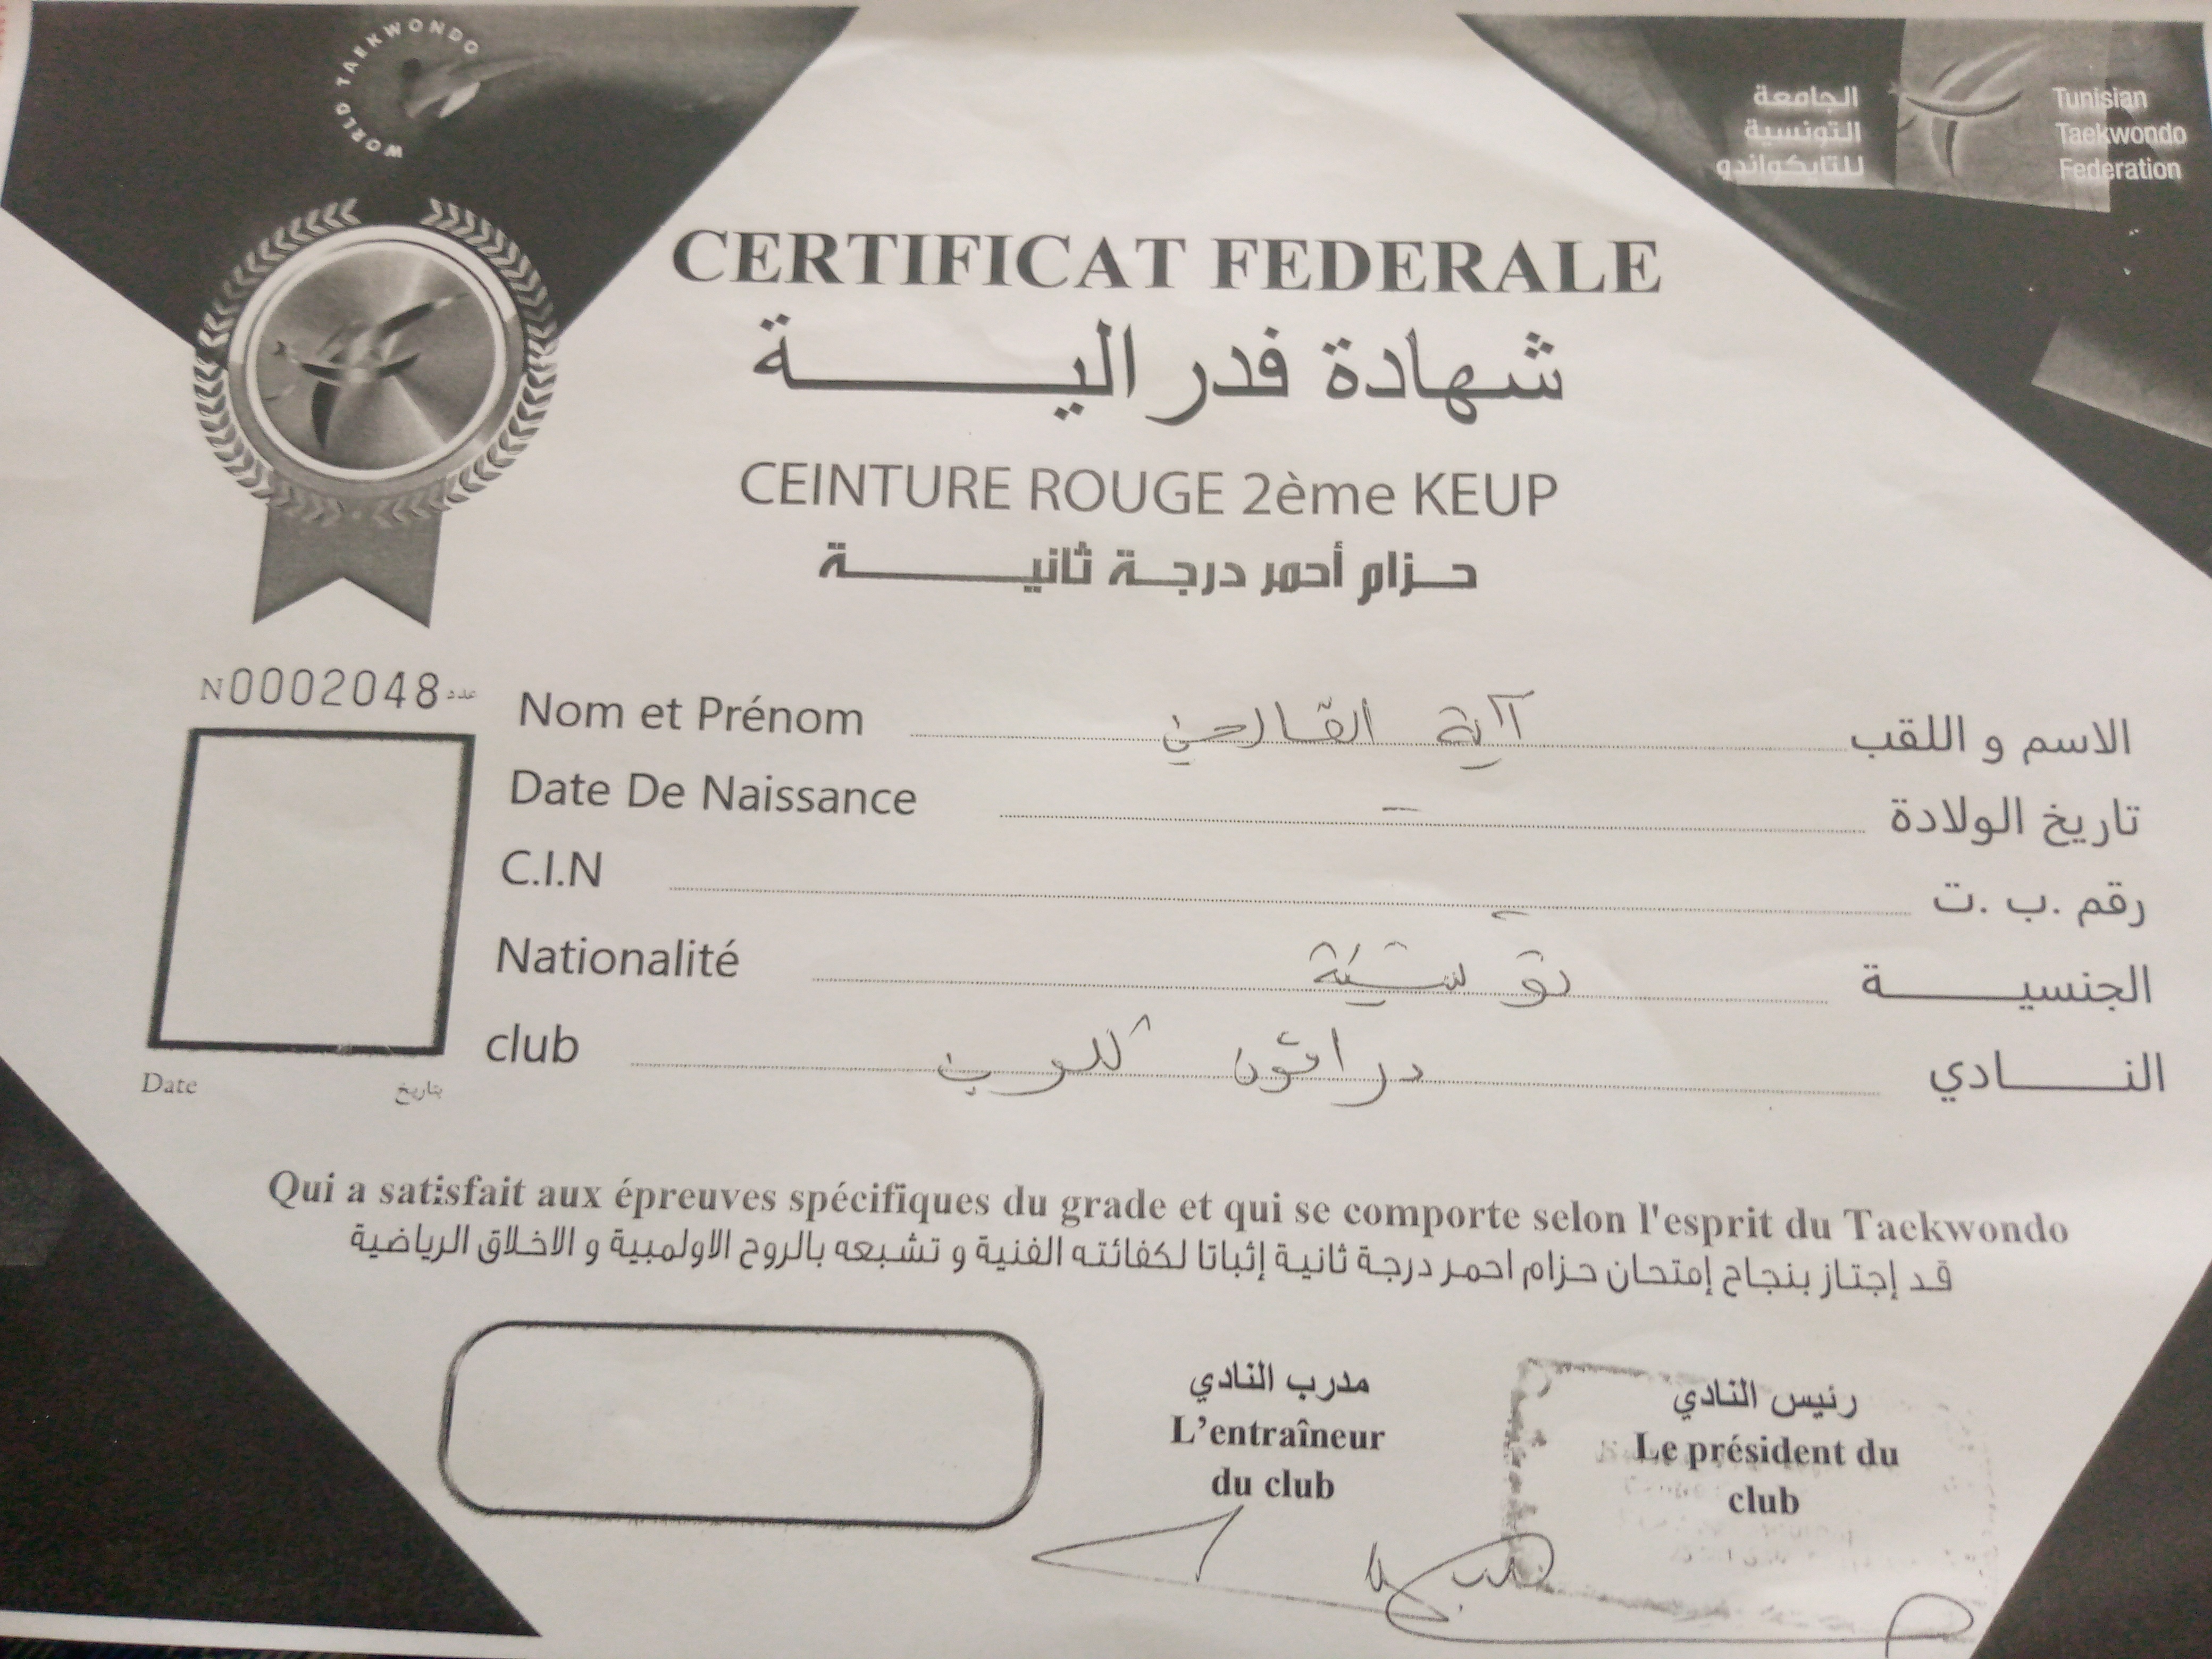 WORLD TAEKWONDO
الجامعة
التونسية
للتايكواندو
Tunisian
Taekwondo
Federation
CERTIFICAT FEDERALE
شهادة فدرالية
CEINTURE ROUGE 2ème KEUP
حزام أحمر درجة ثانية
N0002048 عدد
Nom et Prénom آية القارحي الاسم و اللقب
Date De Naissance – تاريخ الولادة
C.I.N – رقم .ب .ت
Nationalité تونسية الجنسية
club دراقون كلوب النادي
Date بتاريخ
Qui a satisfait aux épreuves spécifiques du grade et qui se comporte selon l'esprit du Taekwondo
قد إجتاز بنجاح إمتحان حزام احمر درجة ثانية إثباتا لكفائته الفنية و تشبعه بالروح الاولمبية و الاخلاق الرياضية
مدرب النادي
L’entraîneur
du club
رئيس النادي
Le président du
club